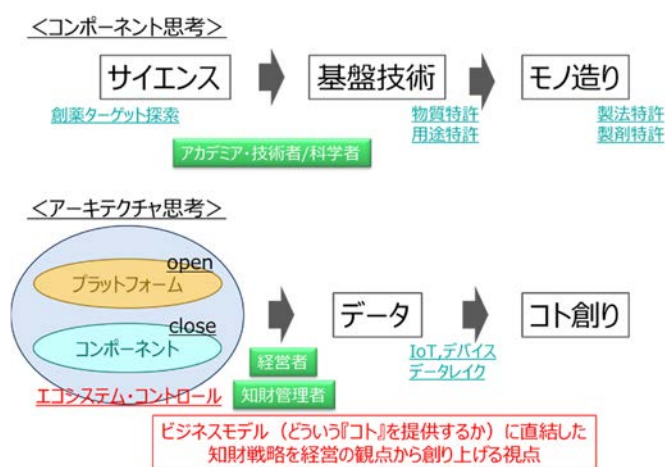 ＜コンポーネント思考＞
サイエンス
基盤技術
モノ造り
創薬ターゲット探索
物質特許
用途特許
製法特許
製剤特許
アカデミア・技術者/科学者
＜アーキテクチャ思考＞
open
プラットフォーム
close
コンポーネント
エコシステム・コントロール
経営者
知財管理者
データ
IoT,デバイス
データレイク
コト創り
ビジネスモデル（どういう『コト』を提供するか）に直結した
知財戦略を経営の観点から創り上げる視点